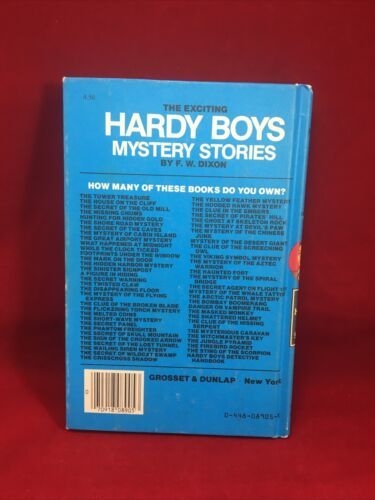 THE EXCITING
HARDY BOYS
MYSTERY STORIES
BY F. W. DIXON
HOW MANY OF THESE BOOKS DO YOU OWN?
THE TOWER TREASURE
THE HOUSE ON THE CLIFF
THE SECRET OF THE OLD MILL
THE MISSING CHUMS
HUNTING FOR HIDDEN GOLD
THE SHORE ROAD MYSTERY
THE SECRET OF THE CAVES
THE MYSTERY OF CABIN ISLAND
THE GREAT AIRPORT MYSTERY
WHAT HAPPENED AT MIDNIGHT
WHILE THE CLOCK TICKED
FOOTPRINTS UNDER THE WINDOW
THE MARK ON THE DOOR
THE HIDDEN HARBOR MYSTERY
THE SINISTER SIGNPOST
A FIGURE IN HIDING
THE SECRET WARNING
THE TWISTED CLAW
THE DISAPPEARING FLOOR
THE MYSTERY OF THE FLYING
EXPRESS
THE CLUE OF THE BROKEN BLADE
THE FLICKERING TORCH MYSTERY
THE MELTED COINS
THE SHORT-WAVE MYSTERY
THE SECRET PANEL
THE PHANTOM FREIGHTER
THE SECRET OF SKULL MOUNTAIN
THE SIGN OF THE CROOKED ARROW
THE SECRET OF THE LOST TUNNEL
THE WAILING SIREN MYSTERY
THE SECRET OF WILDCAT SWAMP
THE CRISSCROSS SHADOW
THE YELLOW FEATHER MYSTERY
THE HOODED HAWK MYSTERY
THE CLUE IN THE EMBERS
THE SECRET OF PIRATES' HILL
THE GHOST AT SKELETON ROCK
THE MYSTERY AT DEVIL'S PAW
THE MYSTERY OF THE CHINESE
JUNK
MYSTERY OF THE DESERT GIANT
THE CLUE OF THE SCREECHING
OWL
THE VIKING SYMBOL MYSTERY
THE MYSTERY OF THE AZTEC
WARRIOR
THE HAUNTED FORT
THE MYSTERY OF THE SPIRAL
BRIDGE
THE SECRET AGENT ON FLIGHT 101
MYSTERY OF THE WHALE TATTOO
THE ARCTIC PATROL MYSTERY
THE BOMBAY BOOMERANG
DANGER ON VAMPIRE TRAIL
THE MASKED MONKEY
THE SHATTERED HELMET
THE CLUE OF THE HISSING
SERPENT
THE MYSTERIOUS CARAVAN
THE WITCHMASTER'S KEY
THE JUNGLE PYRAMID
THE FIREBIRD ROCKET
THE STING OF THE SCORPION
HARDY BOYS DETECTIVE
HANDBOOK
GROSSET & DUNLAP New York
70918 08905
0-448-08905-